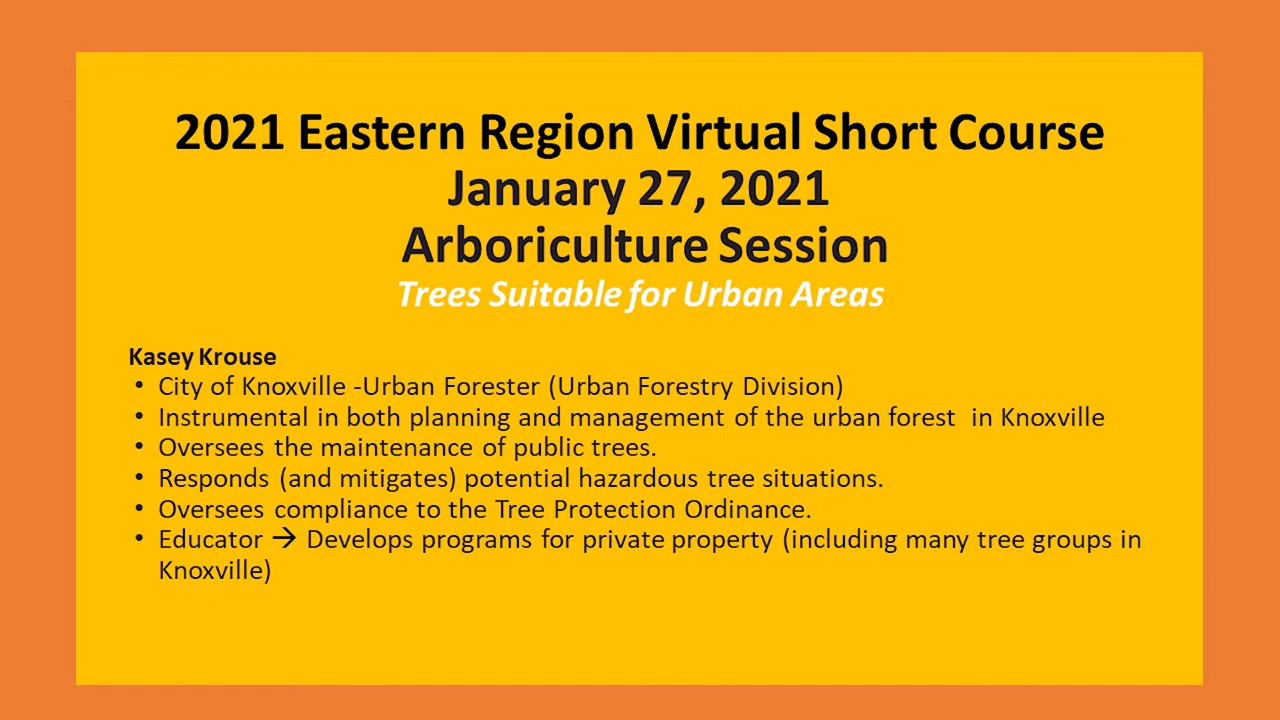 2021 Eastern Region Virtual Short Course
January 27, 2021
Arboriculture Session
Trees Suitable for Urban Areas
Kasey Krouse
• City of Knoxville -Urban Forester (Urban Forestry Division)
• Instrumental in both planning and management of the urban forest  in Knoxville
• Oversees the maintenance of public trees.
• Responds (and mitigates) potential hazardous tree situations.
• Oversees compliance to the Tree Protection Ordinance.
• Educator → Develops programs for private property (including many tree groups in
Knoxville)